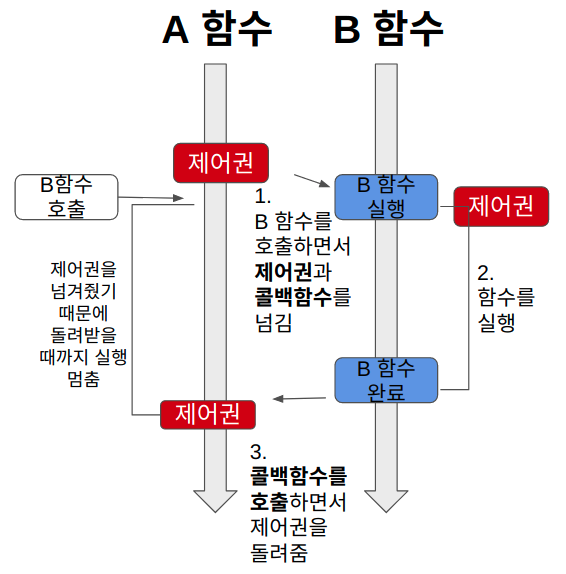 A 함수
B 함수
제어권
B함수
호출
B 함수
실행
제어권
1.
B 함수를
호출하면서
제어권과
콜백함수를
넘김
제어권을
넘겨줬기
때문에
돌려받을
때까지 실행
멈춤
2.
함수를
실행
B 함수
완료
제어권
3.
콜백함수를
호출하면서
제어권을
돌려줌